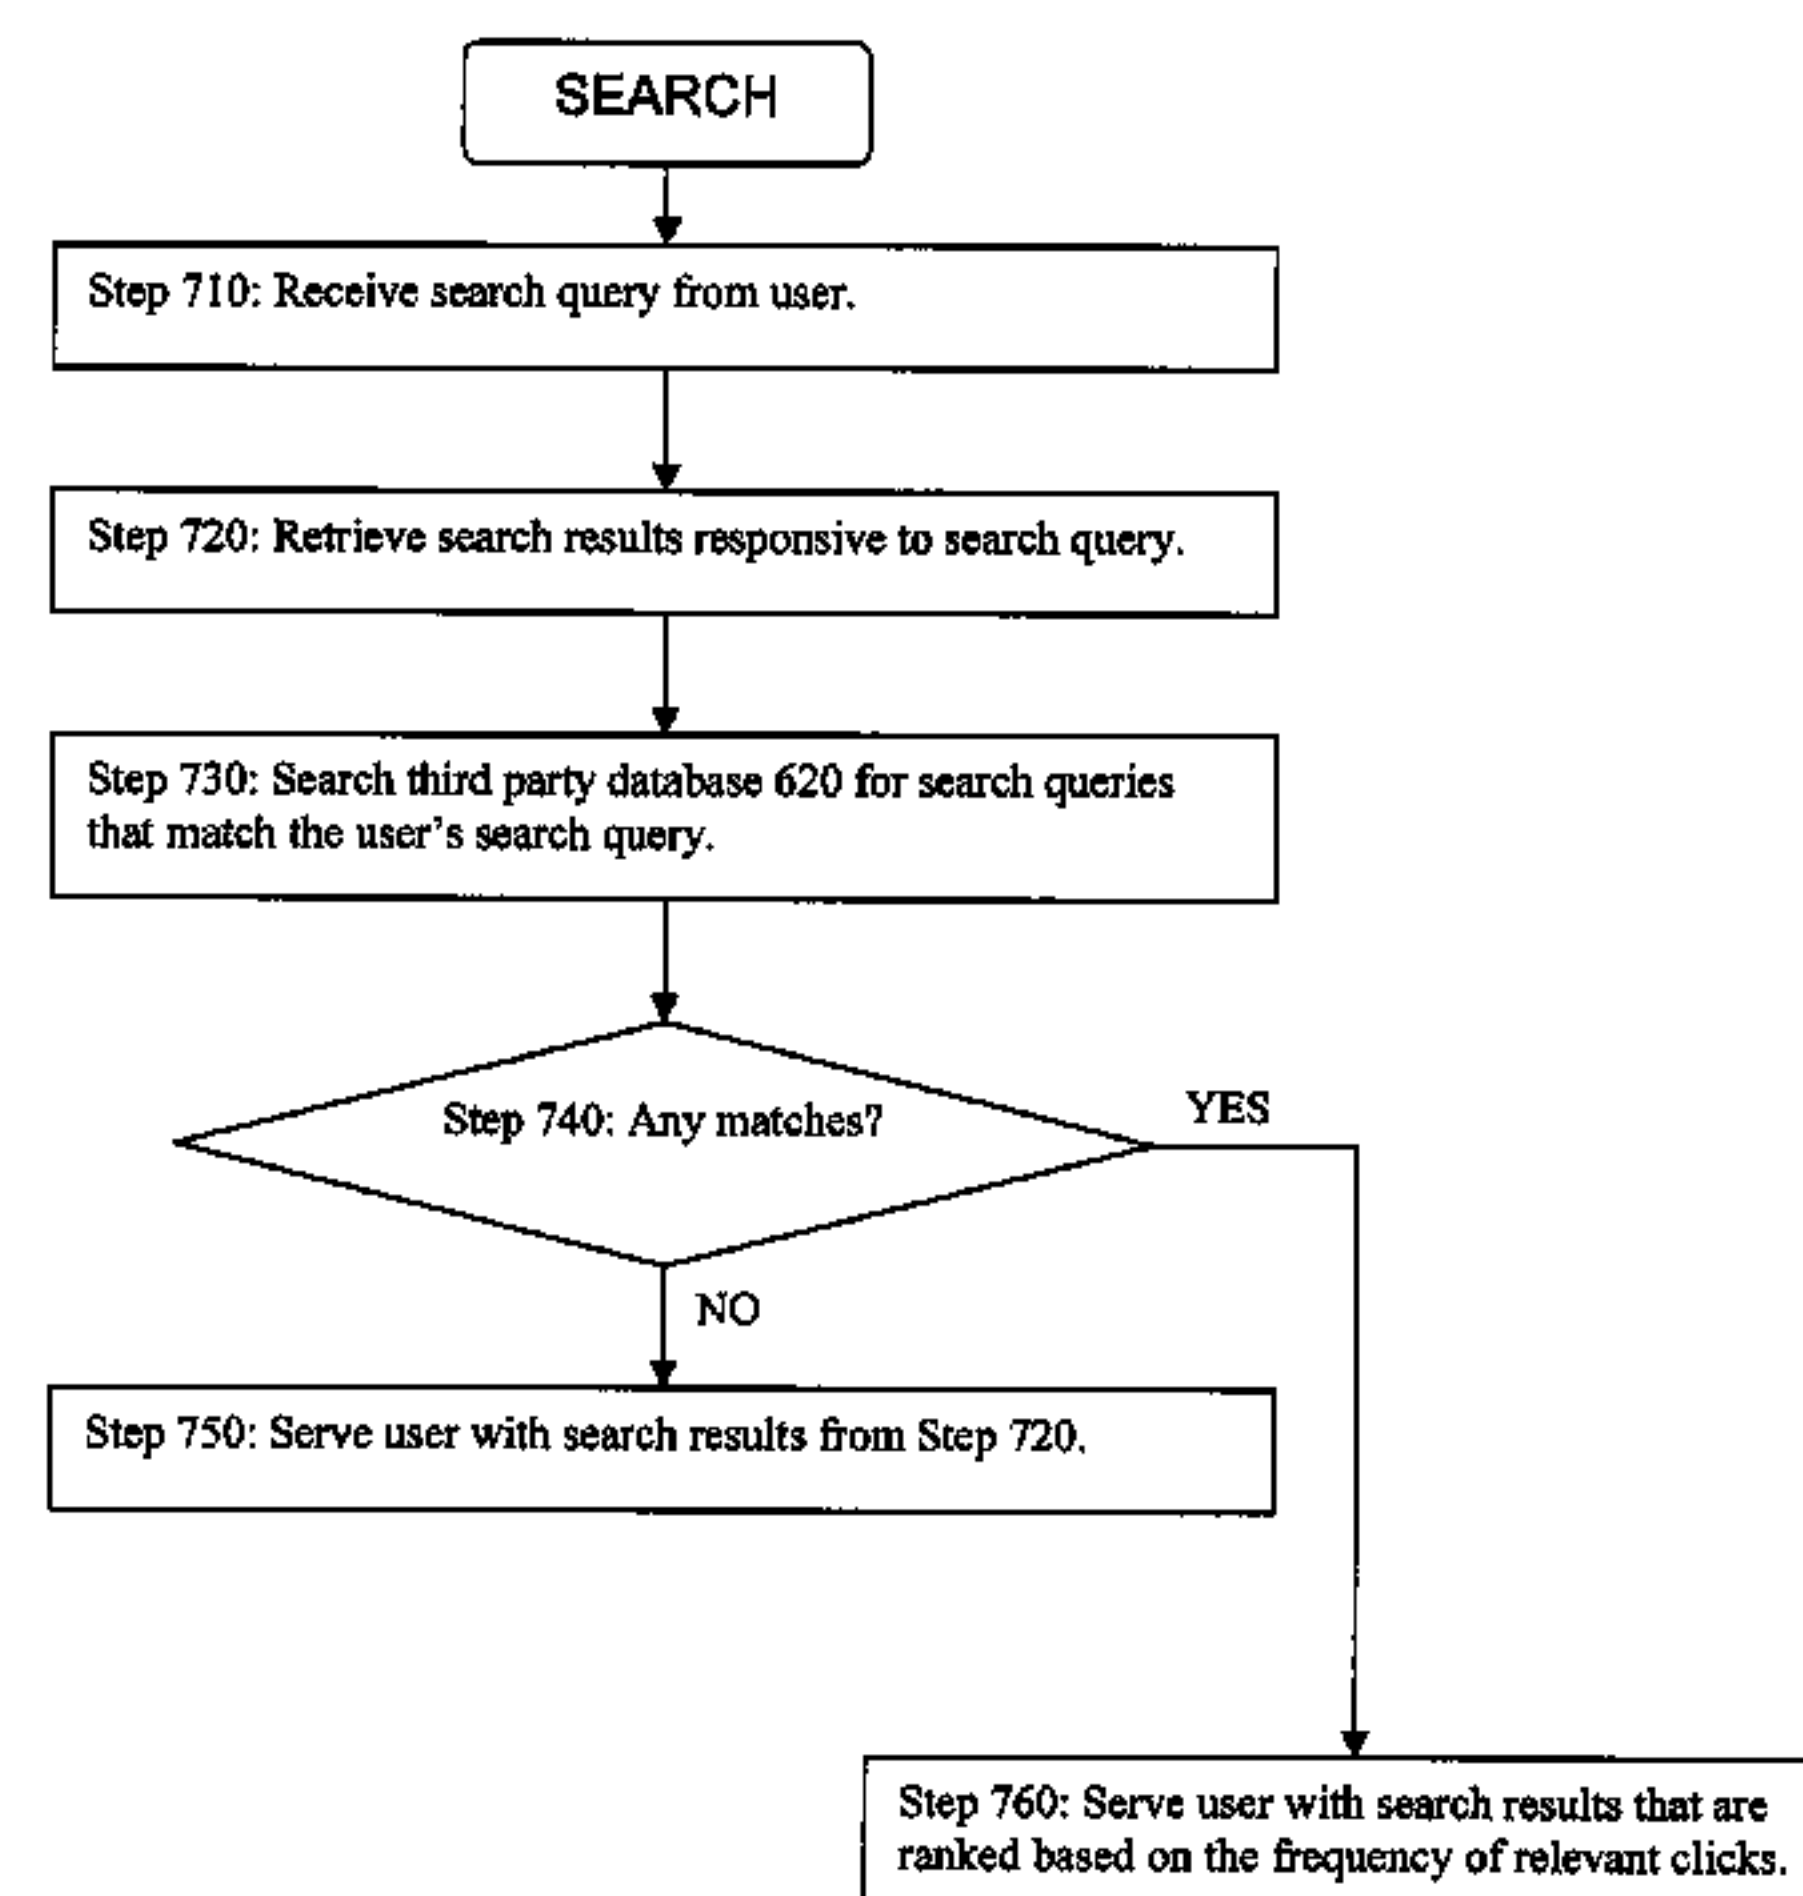 SEARCH
Step 710: Receive search query from user.
Step 720: Retrieve search results responsive to search query.
Step 730: Search third party database 620 for search queries
that match the user's search query.
Step 740: Any matches?
YES
NO
Step 750: Serve user with search results from Step 720.
Step 760: Serve user with search results that are
ranked based on the frequency of relevant clicks.